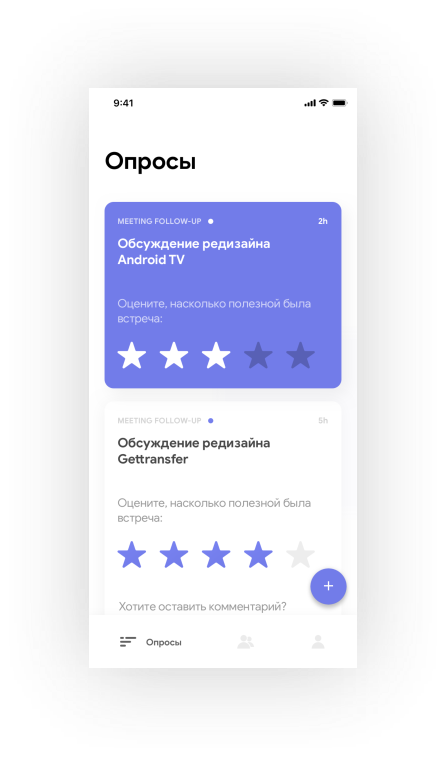 9:41
Опросы
MEETING FOLLOW-UP
2h
Обсуждение редизайна
Android TV
Оцените, насколько полезной была
встреча:
MEETING FOLLOW-UP
5h
Обсуждение редизайна
Gettransfer
Оцените, насколько полезной была
встреча:
+
Хотите оставить комментарий?
Опросы